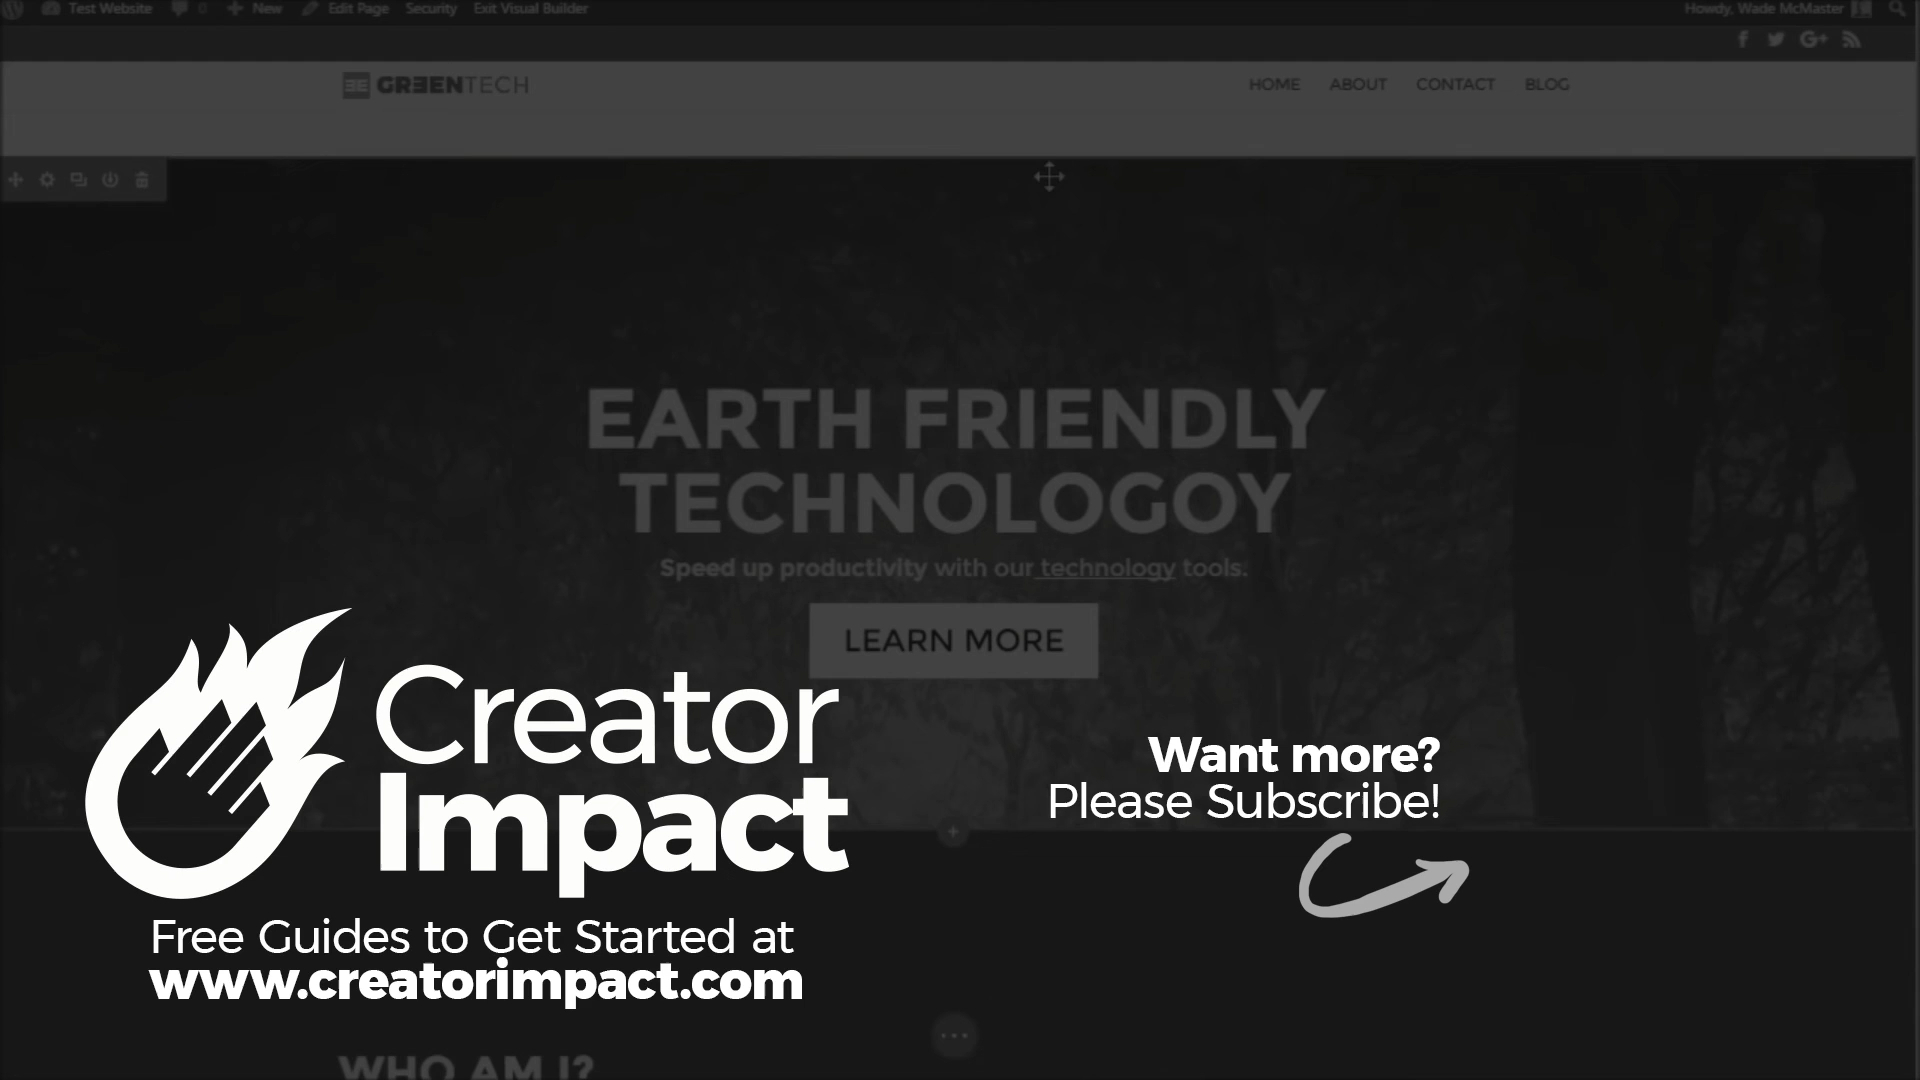 Test Website 0 New Edit Page Security Exit Visual Builder Howdy, Wade McMaster
GREENTECH HOME ABOUT CONTACT BLOG
EARTH FRIENDLY
TECHNOLOGOY
Speed up productivity with our technology tools.
LEARN MORE
Creator
Impact
Want more?
Please Subscribe!
Free Guides to Get Started at
www.creatorimpact.com
WHO AM I?